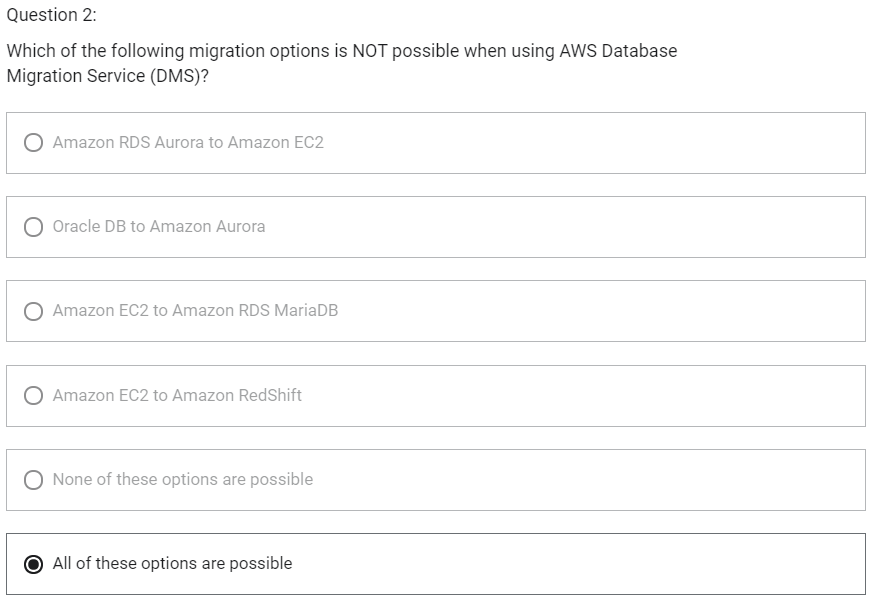 Question 2:
Which of the following migration options is NOT possible when using AWS Database
Migration Service (DMS)?
Amazon RDS Aurora to Amazon EC2
Oracle DB to Amazon Aurora
Amazon EC2 to Amazon RDS MariaDB
Amazon EC2 to Amazon RedShift
None of these options are possible
All of these options are possible